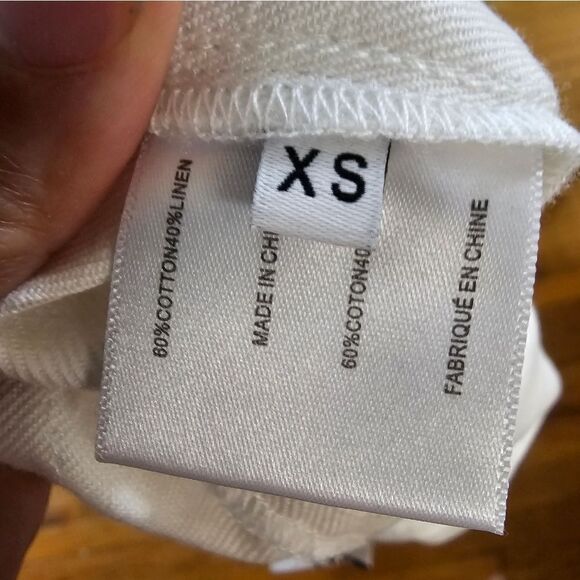 XS
60%COTTON40%LINEN
MADE IN CHI
60%COTON40
FABRIQUÉ EN CHINE